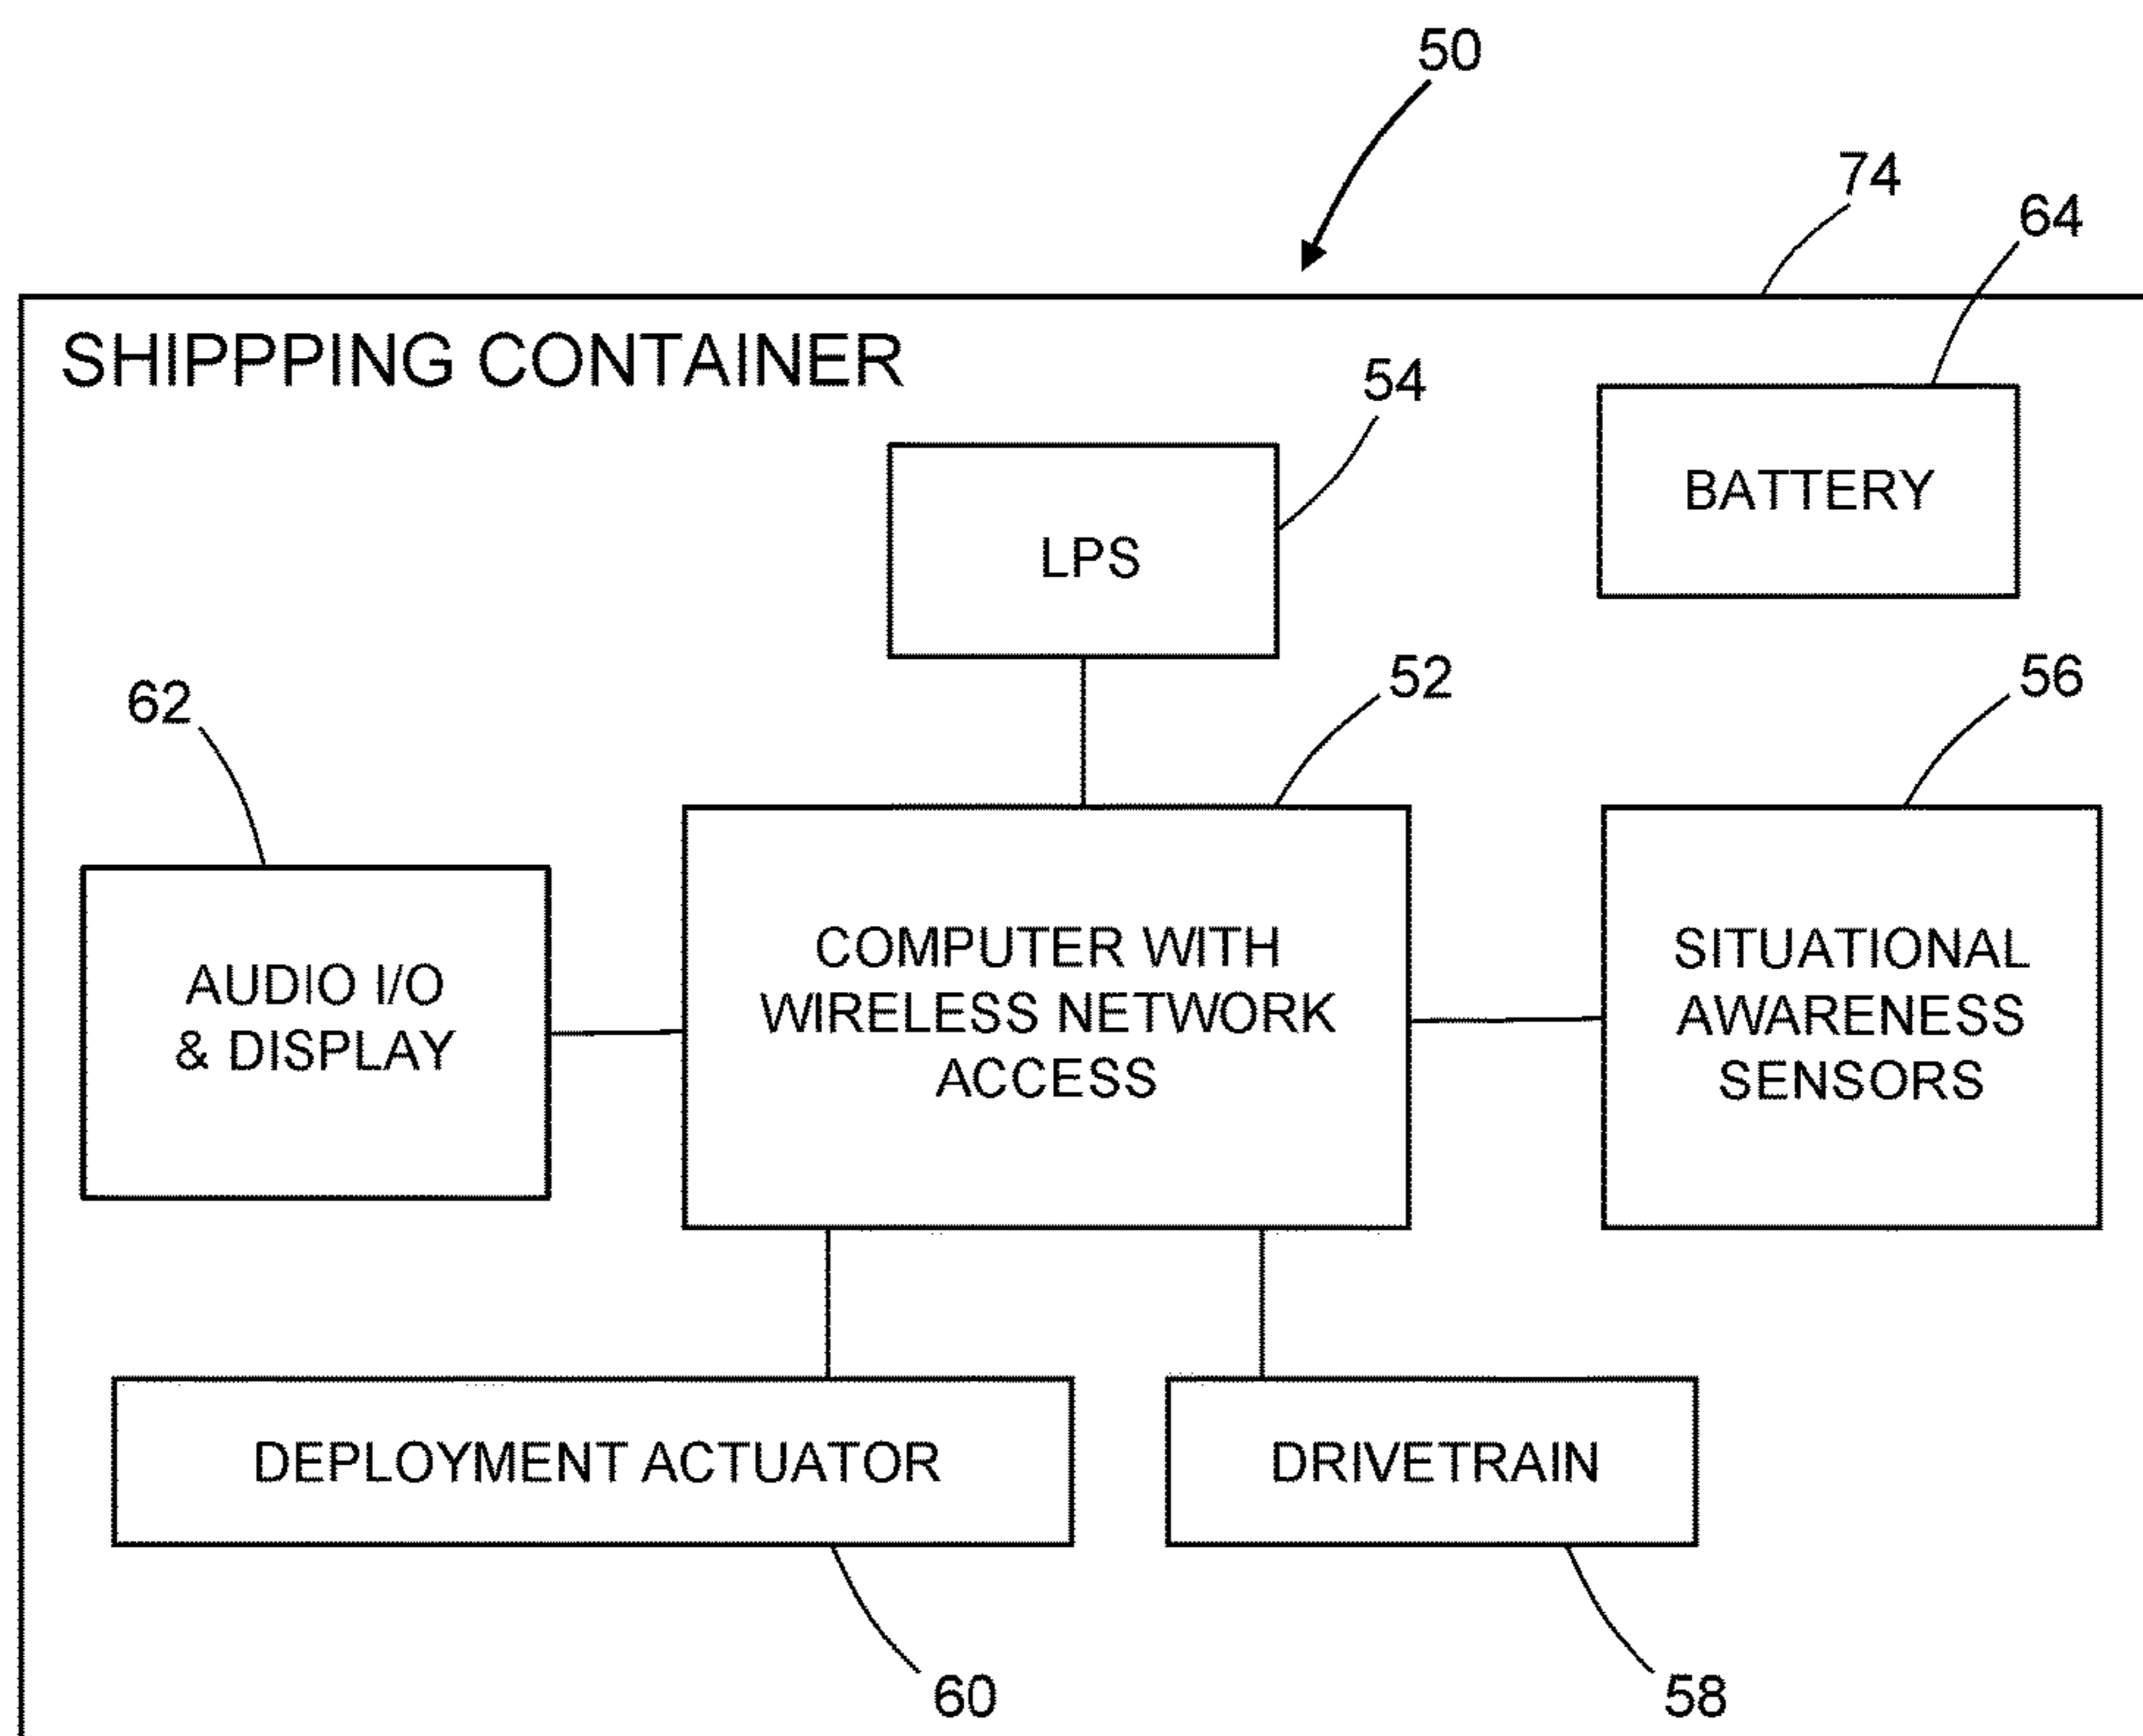 50
74
64
SHIPPPING CONTAINER
54
BATTERY
LPS
62
52
56
AUDIO I/O
& DISPLAY
COMPUTER WITH
WIRELESS NETWORK
ACCESS
SITUATIONAL
AWARENESS
SENSORS
DEPLOYMENT ACTUATOR
DRIVETRAIN
60
58